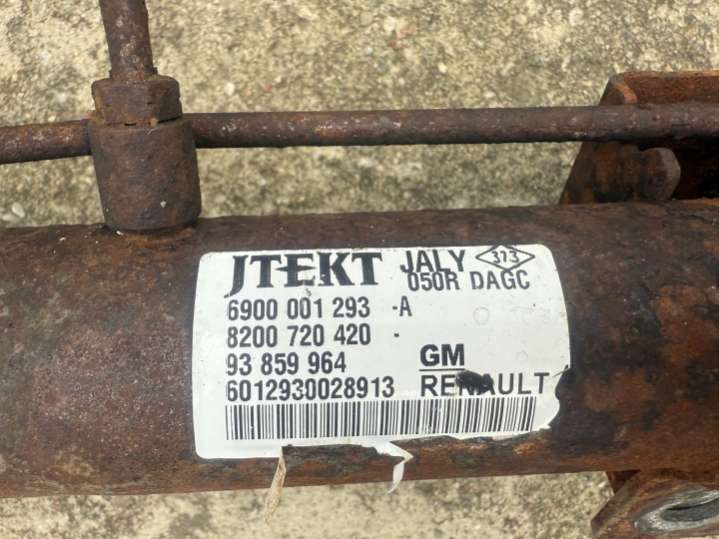 JTEKT JALY 373
050R DAGC
6900 001 293 -A
8200 720 420 -
93 859 964 GM
6012930028913 RENAULT